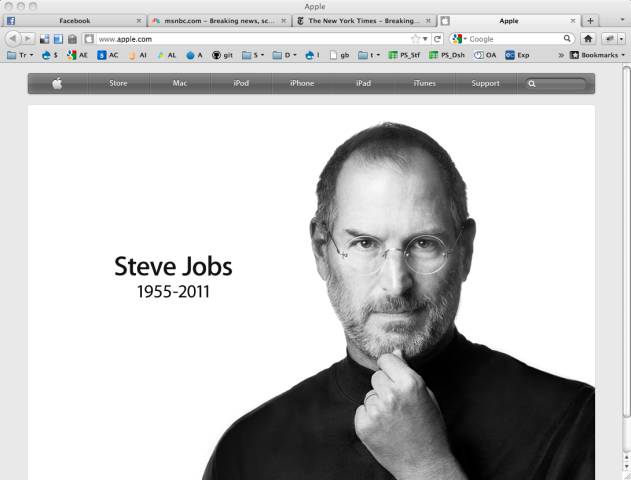 Apple
Facebook
msnbc.com – Breaking news, sc...
The New York Times – Breaking...
Apple
www.apple.com
Google
Tr
$
AE
AC
AI
AL
A
git
S
D
I
gb
t
PS_Stf
PS_Dsh
OA
Exp
Bookmarks
Store
Mac
iPod
iPhone
iPad
iTunes
Support
Steve Jobs
1955-2011